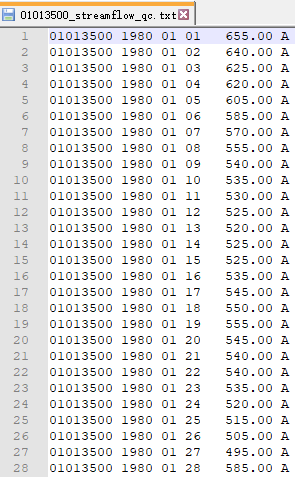 01013500_streamflow_qc.txt
1 01013500 1980 01 01 655.00 A
2 01013500 1980 01 02 640.00 A
3 01013500 1980 01 03 625.00 A
4 01013500 1980 01 04 620.00 A
5 01013500 1980 01 05 605.00 A
6 01013500 1980 01 06 585.00 A
7 01013500 1980 01 07 570.00 A
8 01013500 1980 01 08 555.00 A
9 01013500 1980 01 09 540.00 A
10 01013500 1980 01 10 535.00 A
11 01013500 1980 01 11 530.00 A
12 01013500 1980 01 12 525.00 A
13 01013500 1980 01 13 520.00 A
14 01013500 1980 01 14 525.00 A
15 01013500 1980 01 15 525.00 A
16 01013500 1980 01 16 535.00 A
17 01013500 1980 01 17 545.00 A
18 01013500 1980 01 18 550.00 A
19 01013500 1980 01 19 555.00 A
20 01013500 1980 01 20 545.00 A
21 01013500 1980 01 21 540.00 A
22 01013500 1980 01 22 540.00 A
23 01013500 1980 01 23 535.00 A
24 01013500 1980 01 24 520.00 A
25 01013500 1980 01 25 515.00 A
26 01013500 1980 01 26 505.00 A
27 01013500 1980 01 27 495.00 A
28 01013500 1980 01 28 585.00 A